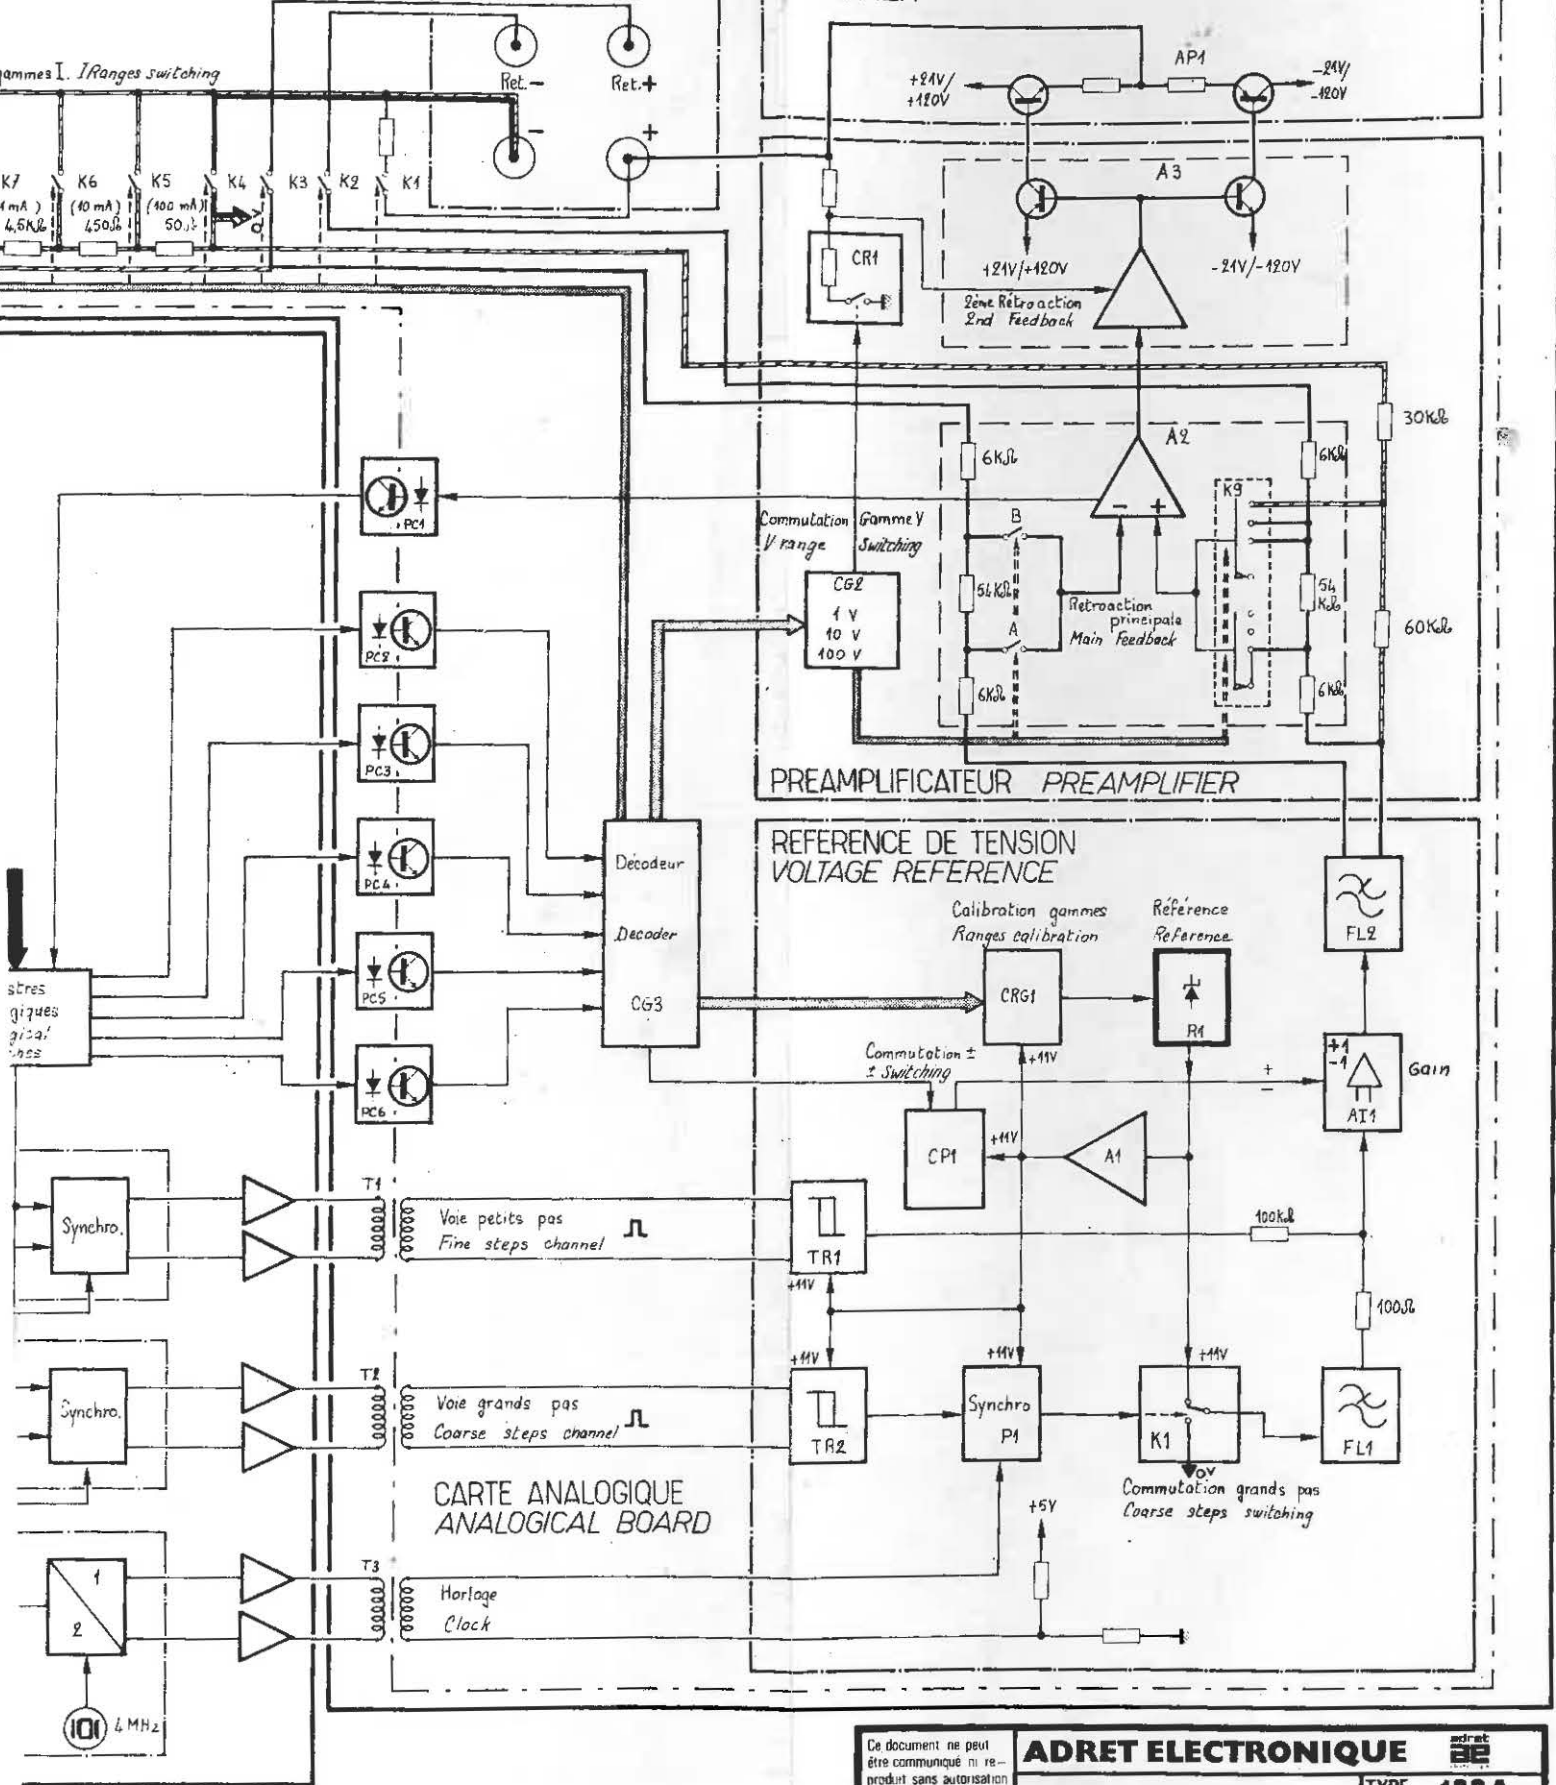 Ret.-
Ret.+
I. I Ranges switching
-
+
K7
K6
K5
K4
K3
K2
K1
(10 mA)
(100 mA)
4,5KΩ
450Ω
50Ω
0V
AP1
+21V/
+120V
-21V/
-120V
A3
+21V/+120V
-21V/-120V
CR1
2ème Rétroaction
2nd Feedback
A2
30KΩ
6KΩ
6KΩ
K9
- +
PC1
Commutation Gamme V
V range Switching
B
CG2
1 V
10 V
100 V
54KΩ
54
KΩ
Retroaction
principale
Main Feedback
A
60KΩ
6KΩ
6KΩ
PC2
PC3
PC4
PC5
PC6
PREAMPLIFICATEUR PREAMPLIFIER
REFERENCE DE TENSION
VOLTAGE REFERENCE
Décodeur
Decoder
CG3
Calibration gammes
Ranges calibration
Référence
Reference
FL2
CRG1
R1
+11V
Commutation ±
± Switching
+
-
+1
-1
AI1
Gain
CP1
+11V
A1
Synchro.
T1
Voie petits pas
Fine steps channel
TR1
+11V
100kΩ
100Ω
Synchro.
T2
Voie grands pas
Coarse steps channel
+11V
TR2
+11V
Synchro
P1
+11V
K1
0V
FL1
Commutation grands pas
Coarse steps switching
CARTE ANALOGIQUE
ANALOGICAL BOARD
+5V
1
2
T3
Horloge
Clock
4 MHz
Ce document ne peut
être communiqué ni re-
produit sans autorisation
ADRET ELECTRONIQUE
adret
ae